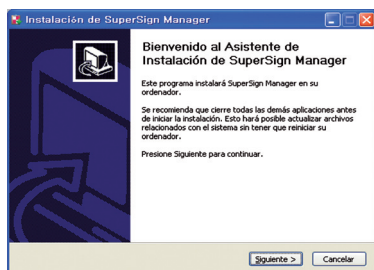 Instalación de SuperSign Manager
Bienvenido al Asistente de
Instalación de SuperSign Manager
Este programa instalará SuperSign Manager en su
ordenador.
Se recomienda que cierre todas las demás aplicaciones antes
de iniciar la instalación. Esto hará posible actualizar archivos
relacionados con el sistema sin tener que reiniciar su
ordenador.
Presione Siguiente para continuar.
Siguiente >
Cancelar